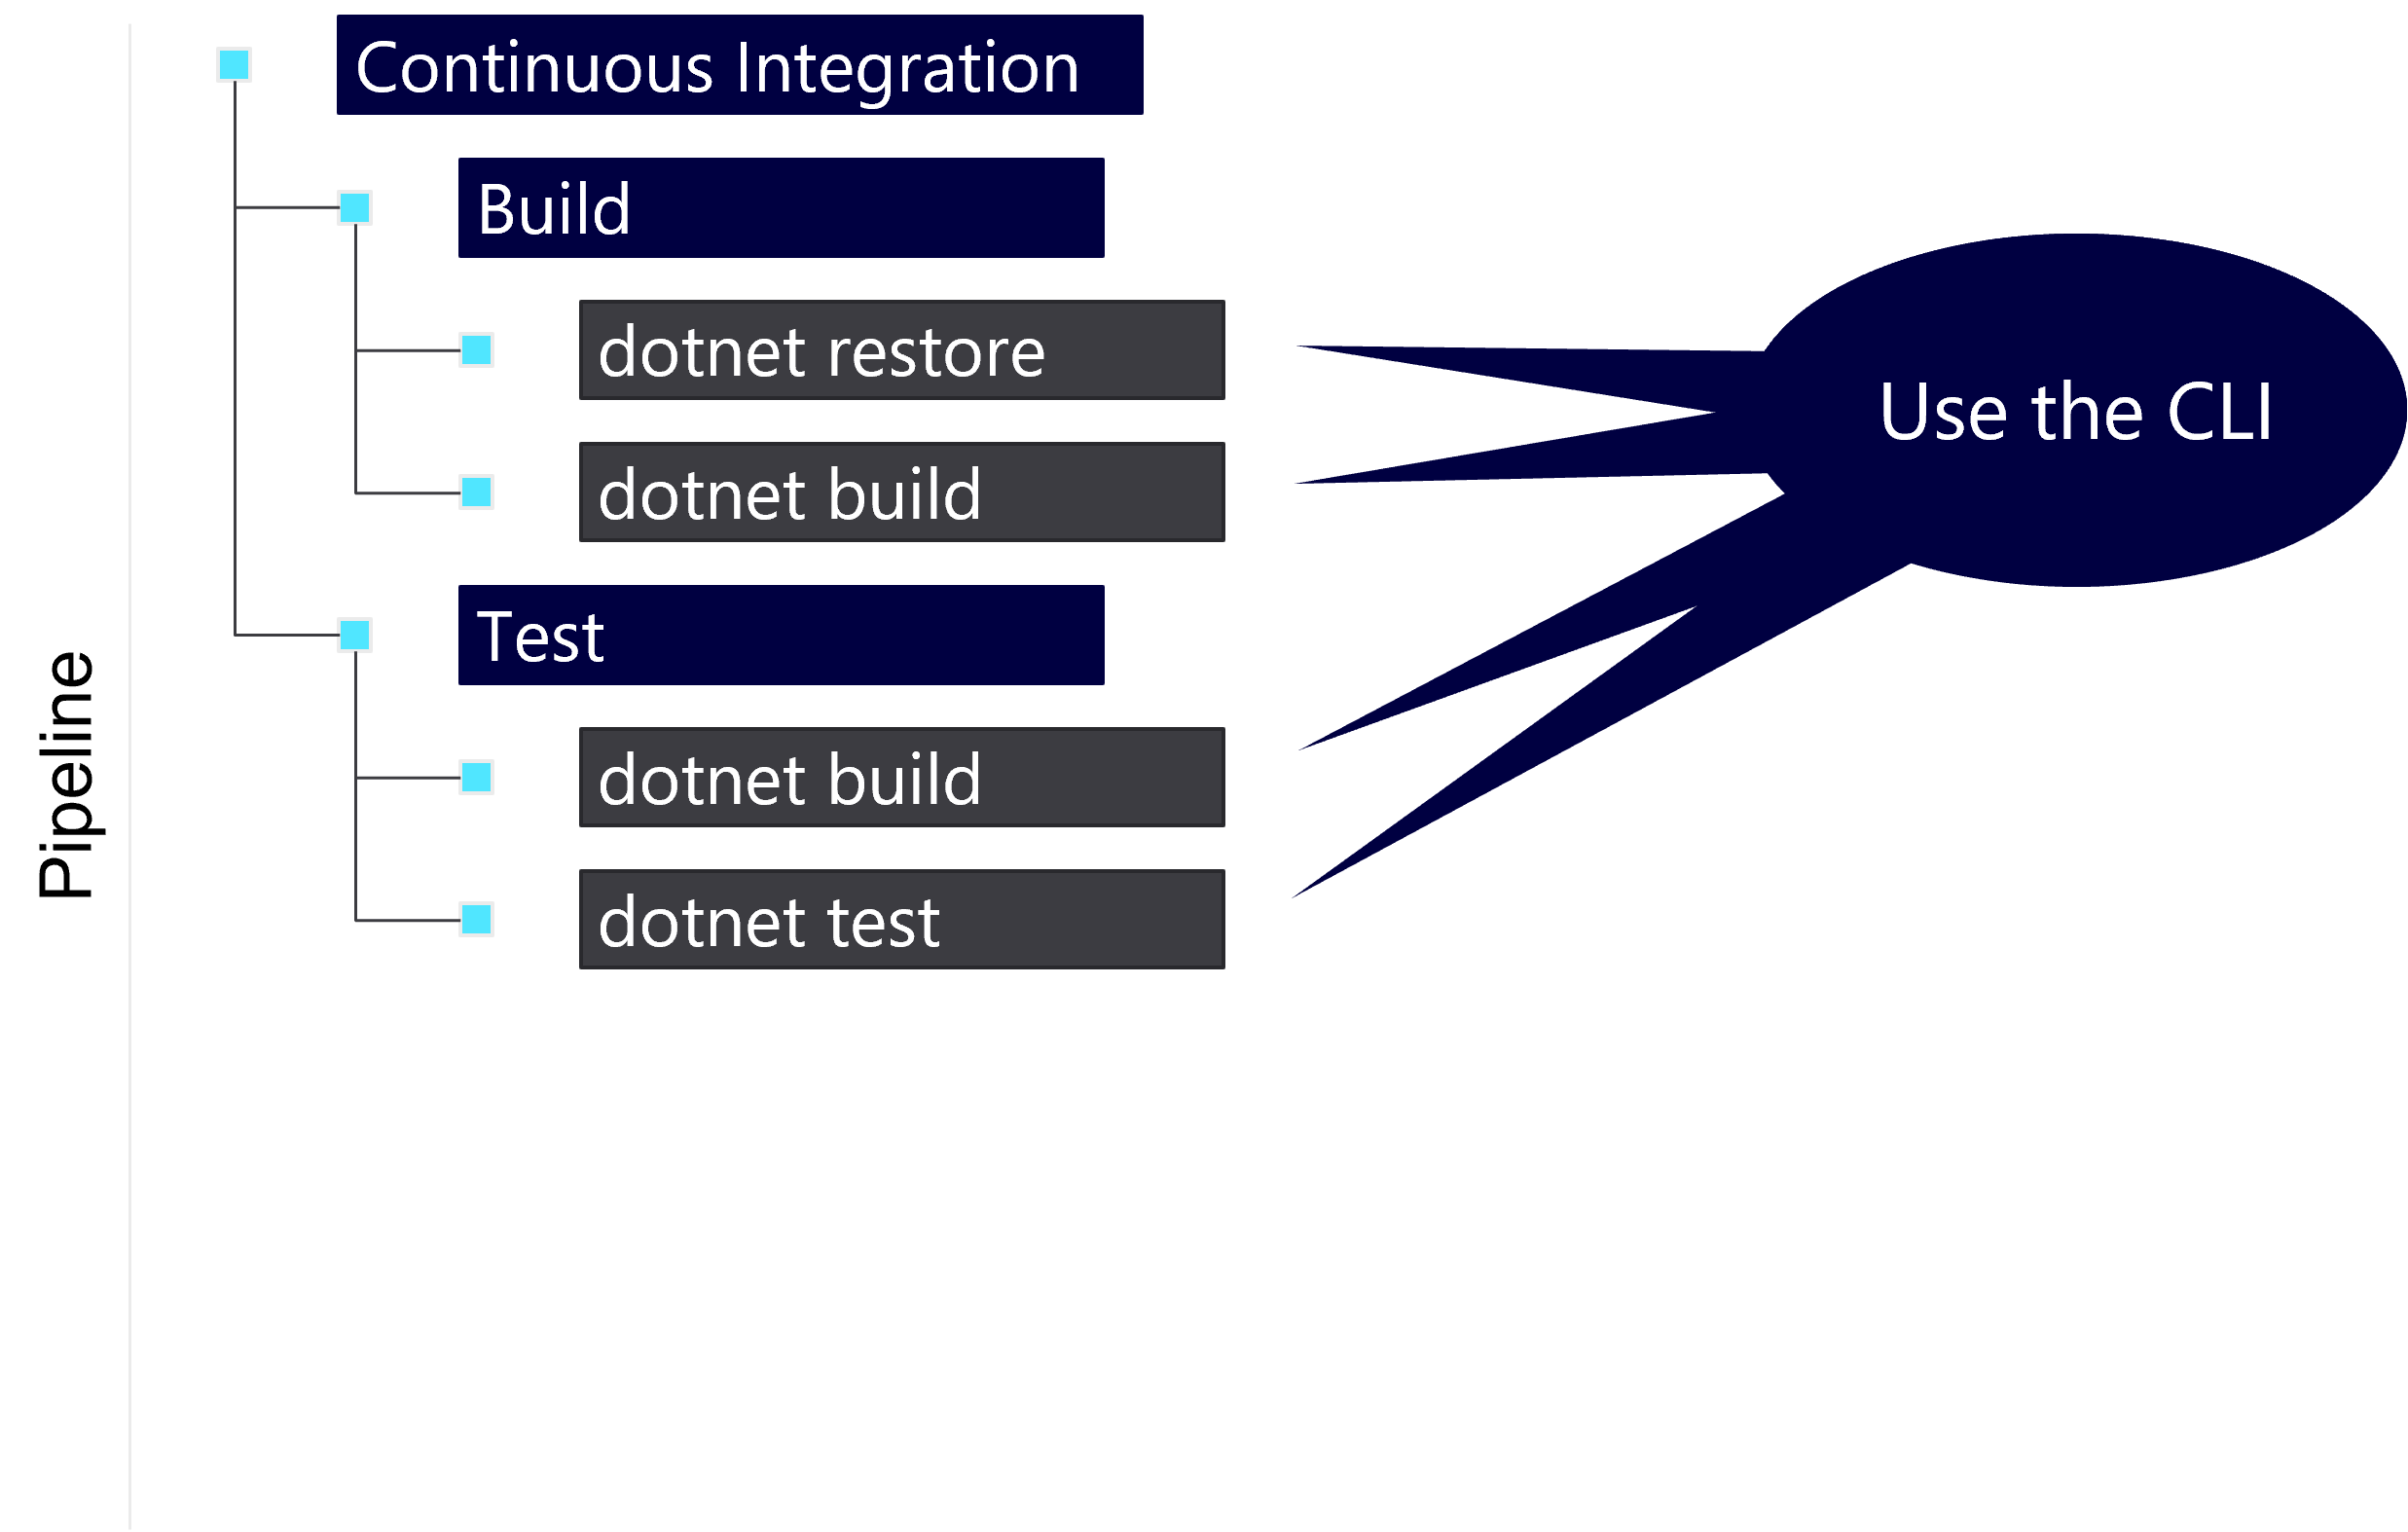 Pipeline
Continuous Integration
Build
dotnet restore
dotnet build
Test
dotnet build
dotnet test
Use the CLI